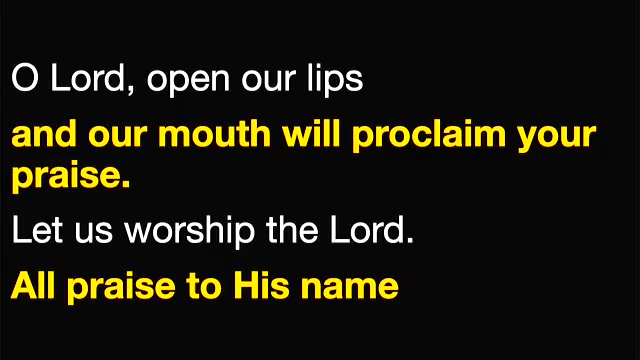 O Lord, open our lips
and our mouth will proclaim your
praise.
Let us worship the Lord.
All praise to His name